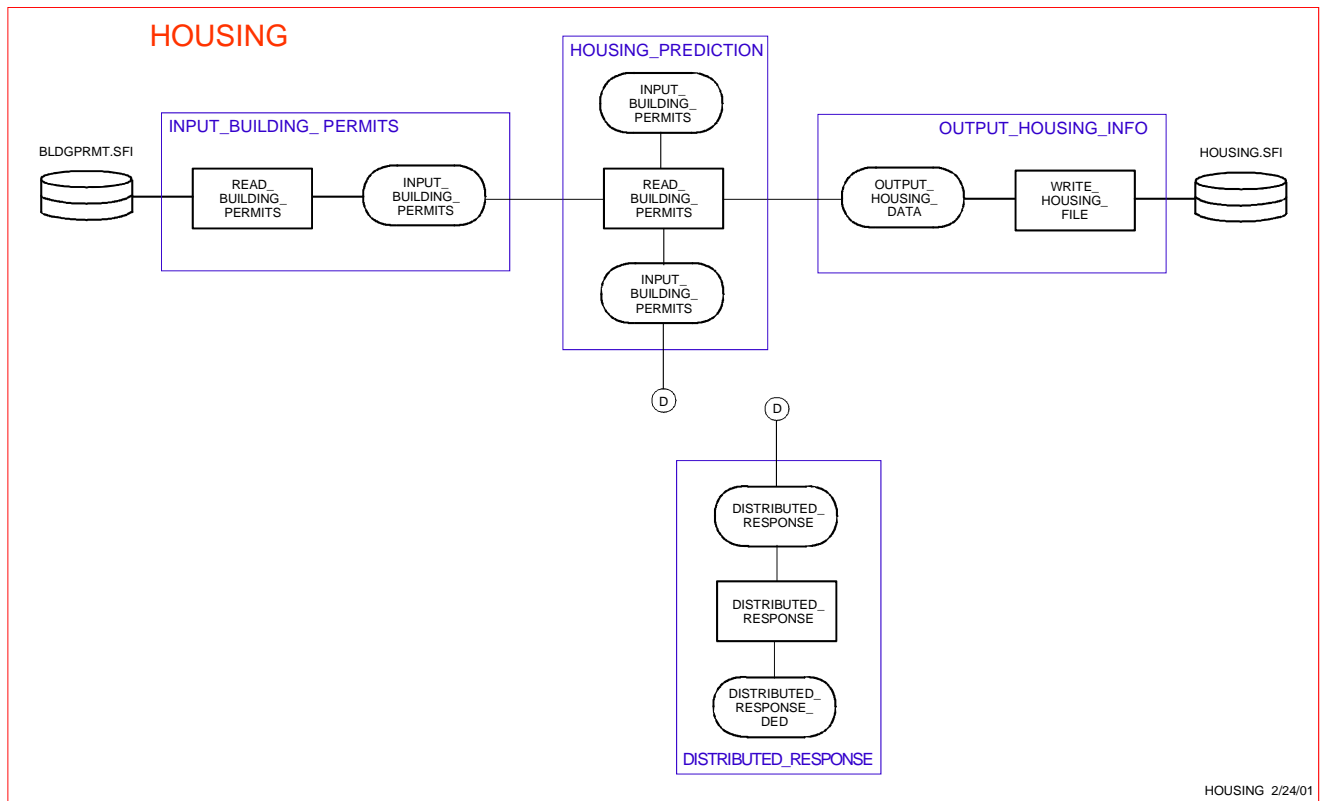 HOUSING
HOUSING_PREDICTION
INPUT_
BUILDING_
PERMITS
INPUT_BUILDING_ PERMITS
OUTPUT_HOUSING_INFO
BLDGPRMT.SFI
HOUSING.SFI
READ_
BUILDING_
PERMITS
INPUT_
BUILDING_
PERMITS
READ_
BUILDING_
PERMITS
OUTPUT_
HOUSING_
DATA
WRITE_
HOUSING_
FILE
INPUT_
BUILDING_
PERMITS
D
D
DISTRIBUTED_
RESPONSE
DISTRIBUTED_
RESPONSE
DISTRIBUTED_
RESPONSE_
DED
DISTRIBUTED_RESPONSE
HOUSING 2/24/01